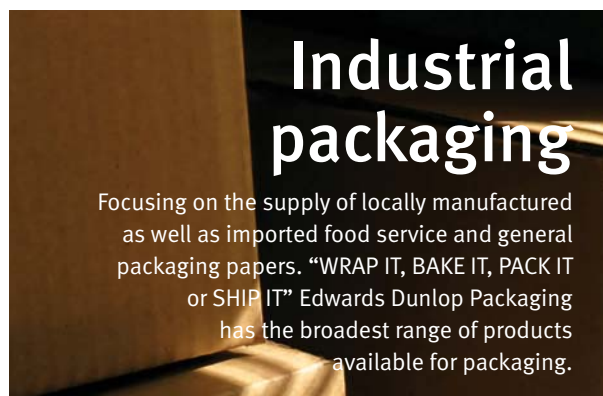 Industrial
packaging
Focusing on the supply of locally manufactured
as well as imported food service and general
packaging papers. “WRAP IT, BAKE IT, PACK IT
or SHIP IT” Edwards Dunlop Packaging
has the broadest range of products
available for packaging.